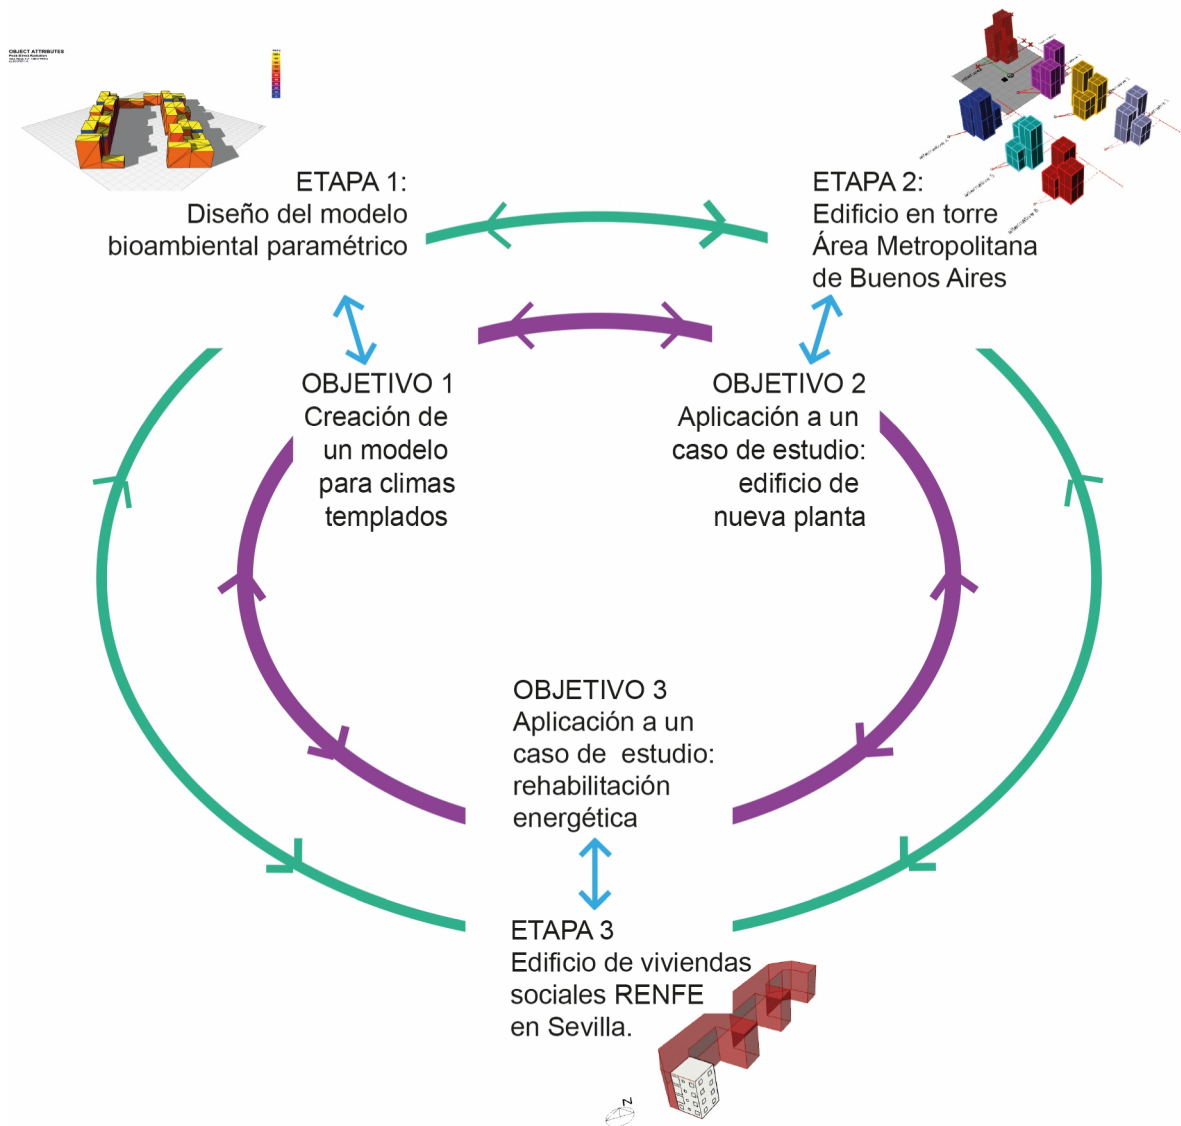 OBJECT ATTRIBUTES
ETAPA 1:
Diseño del modelo
bioambiental paramétrico
ETAPA 2:
Edificio en torre
Área Metropolitana
de Buenos Aires
OBJETIVO 1
Creación de
un modelo
para climas
templados
OBJETIVO 2
Aplicación a un
caso de estudio:
edificio de
nueva planta
OBJETIVO 3
Aplicación a un
caso de estudio:
rehabilitación
energética
ETAPA 3
Edificio de viviendas
sociales RENFE
en Sevilla.
N